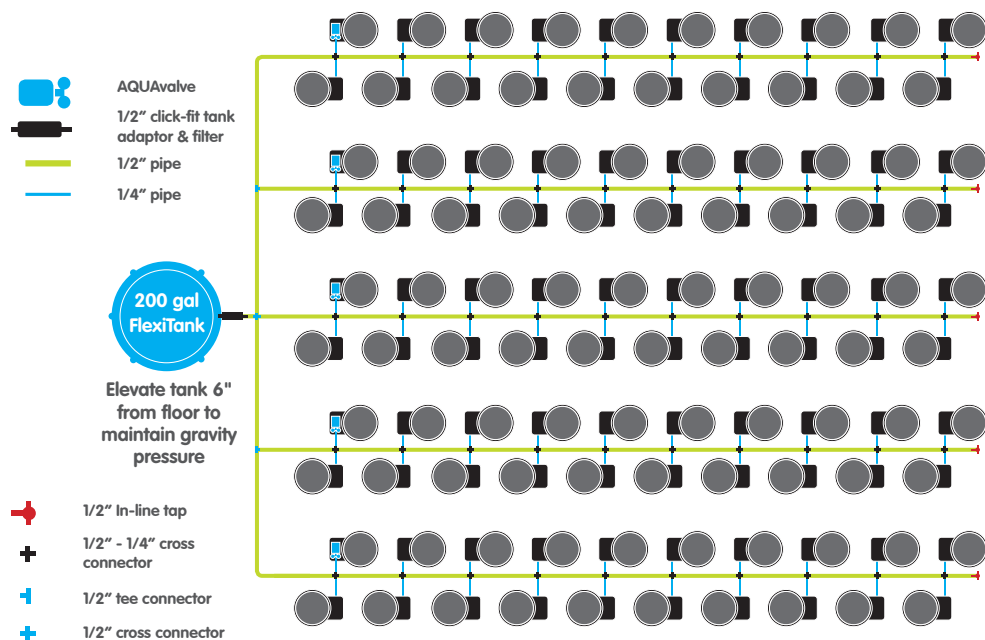 AQUAvalve
1/2” click-fit tank
adaptor & filter
1/2” pipe
1/4” pipe
200 gal
FlexiTank
Elevate tank 6"
from floor to
maintain gravity
pressure
1/2” In-line tap
1/2” - 1/4” cross
connector
1/2” tee connector
1/2” cross connector